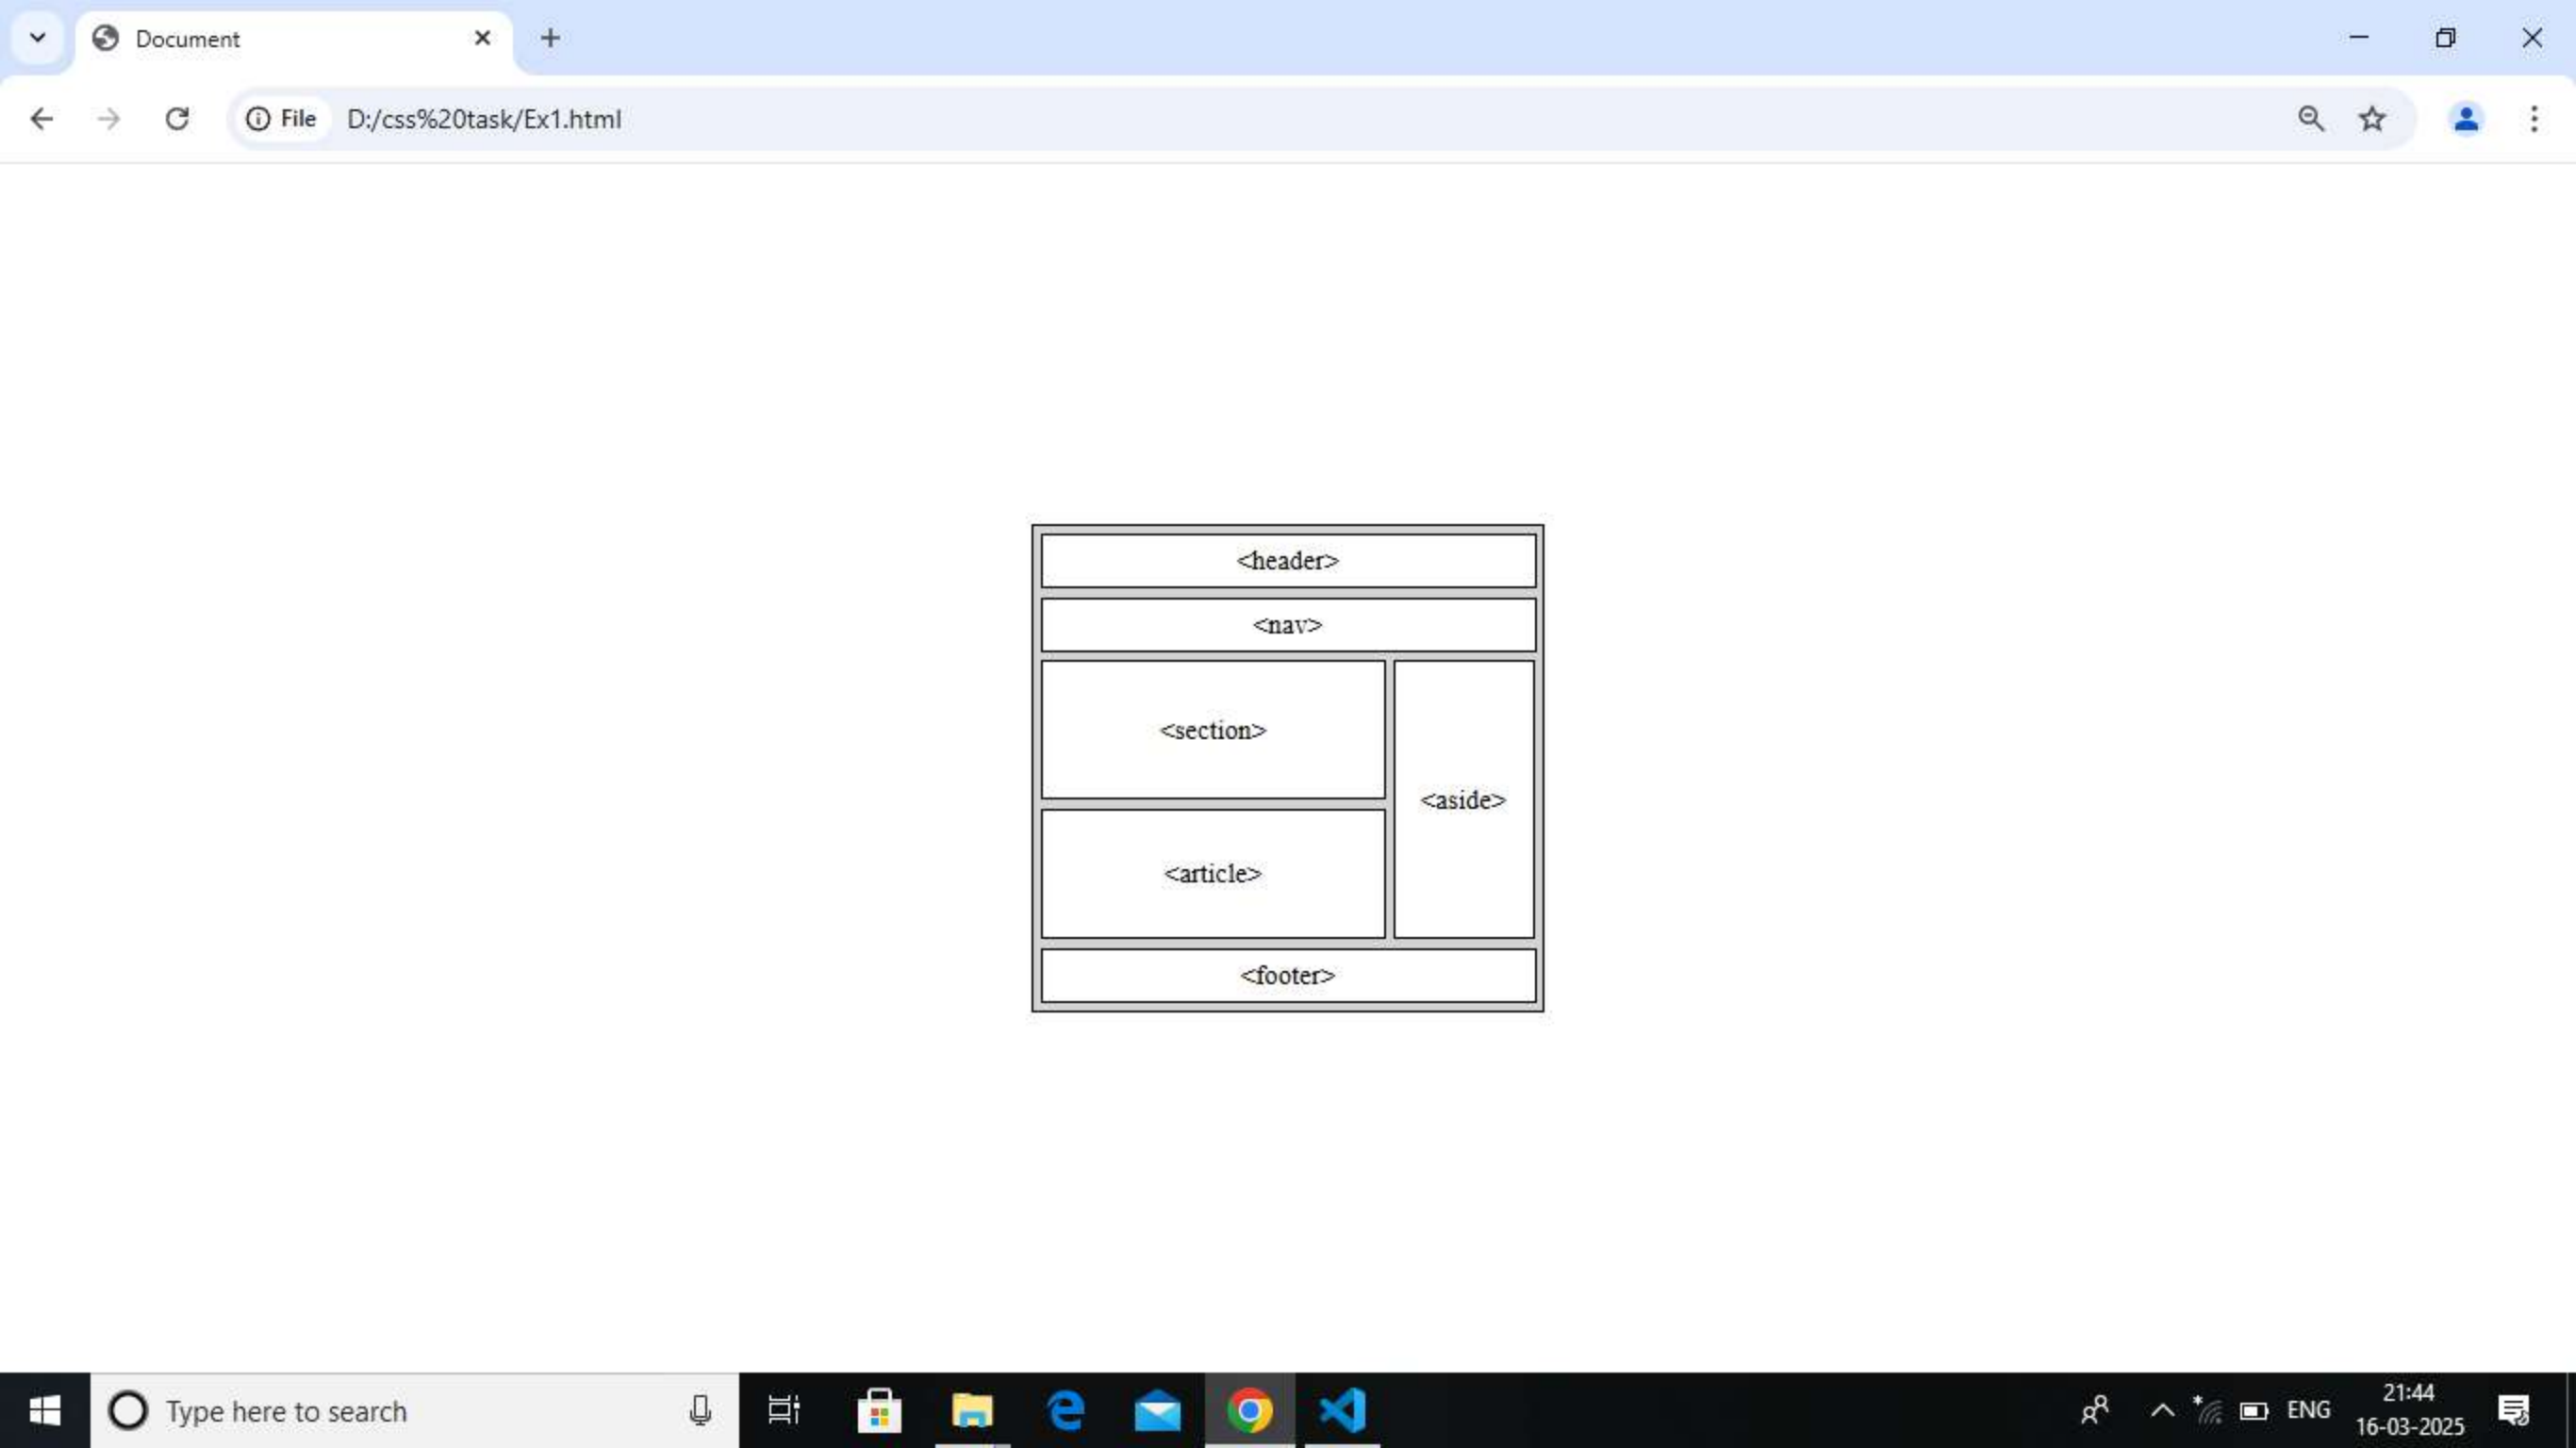 Document
File D:/css%20task/Ex1.html
<header>
<nav>
<section>
<aside>
<article>
<footer>
Type here to search
ENG
21:44
16-03-2025